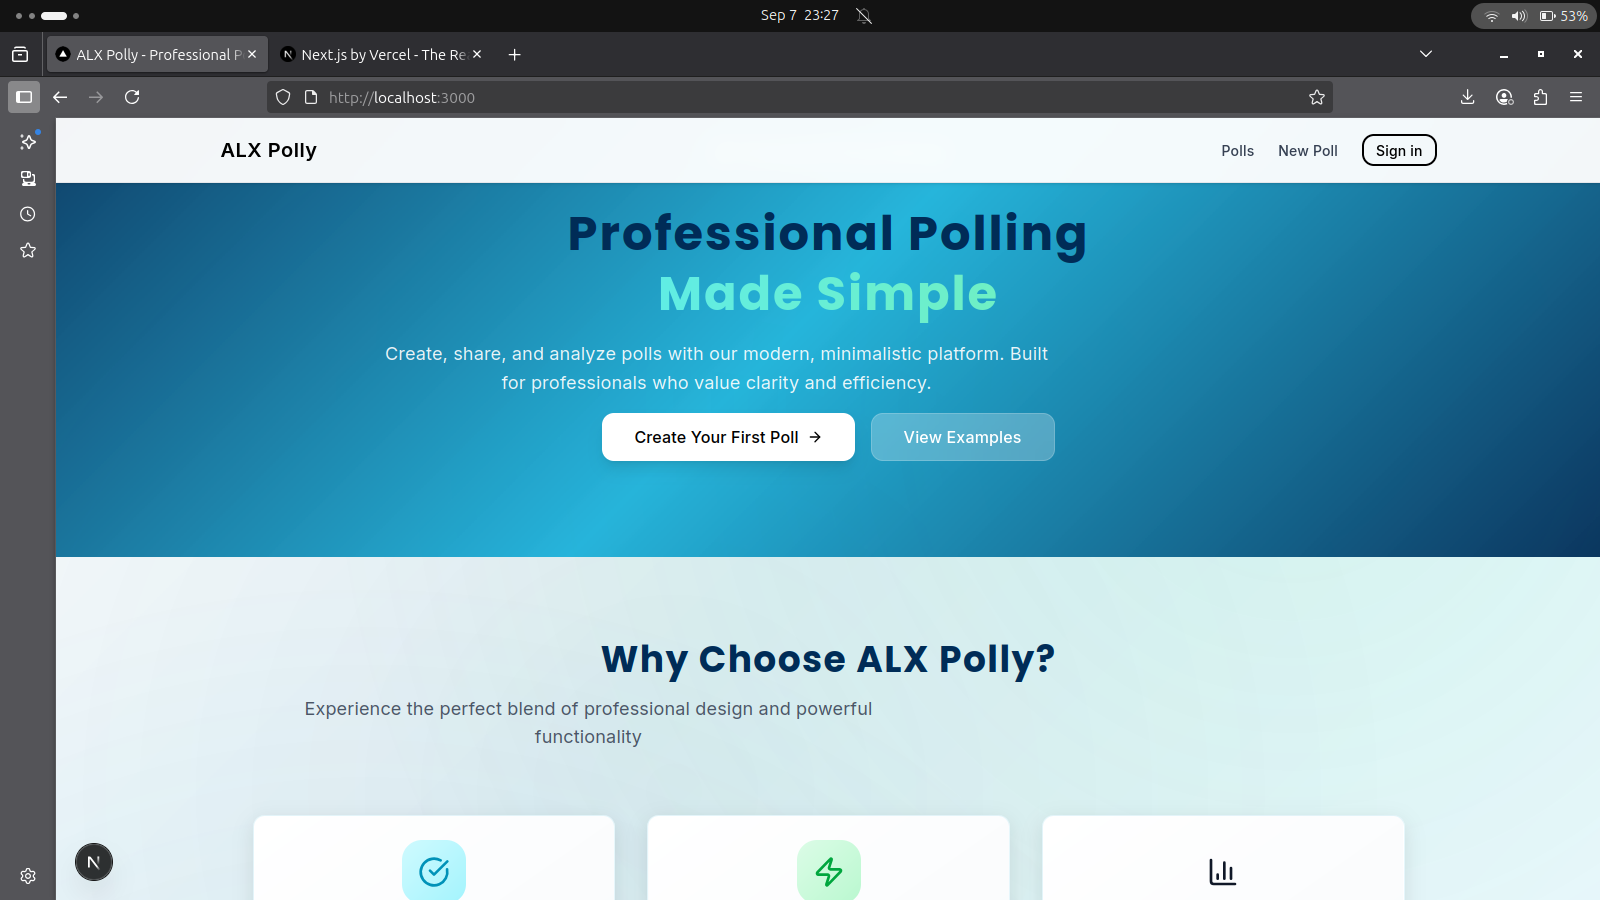 Sep 7 23:27
53%
ALX Polly - Professional P
Next.js by Vercel - The Re
http://localhost:3000
ALX Polly
Polls
New Poll
Sign in
Professional Polling
Made Simple
Create, share, and analyze polls with our modern, minimalistic platform. Built
for professionals who value clarity and efficiency.
Create Your First Poll →
View Examples
Why Choose ALX Polly?
Experience the perfect blend of professional design and powerful
functionality
N